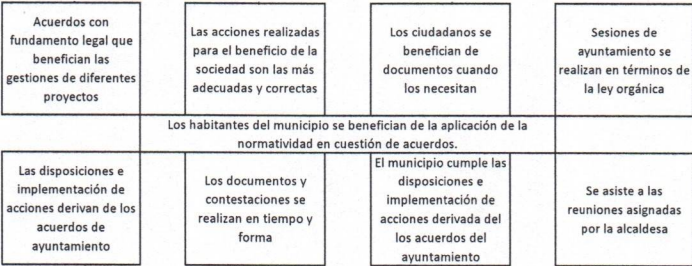 Acuerdos con
fundamento legal que
benefician las
gestiones de diferentes
proyectos
Las acciones realizadas
para el beneficio de la
sociedad son las más
adecuadas y correctas
Los ciudadanos se
benefician de
documentos cuando
los necesitan
Sesiones de
ayuntamiento se
realizan en términos de
la ley orgánica
Los habitantes del municipio se benefician de la aplicación de la
normatividad en cuestión de acuerdos.
Las disposiciones e
implementación de
acciones derivan de los
acuerdos de
ayuntamiento
Los documentos y
contestaciones se
realizan en tiempo y
forma
El municipio cumple las
disposiciones e
implementación de
acciones derivada del
los acuerdos del
ayuntamiento
Se asiste a las
reuniones asignadas
por la alcaldesa